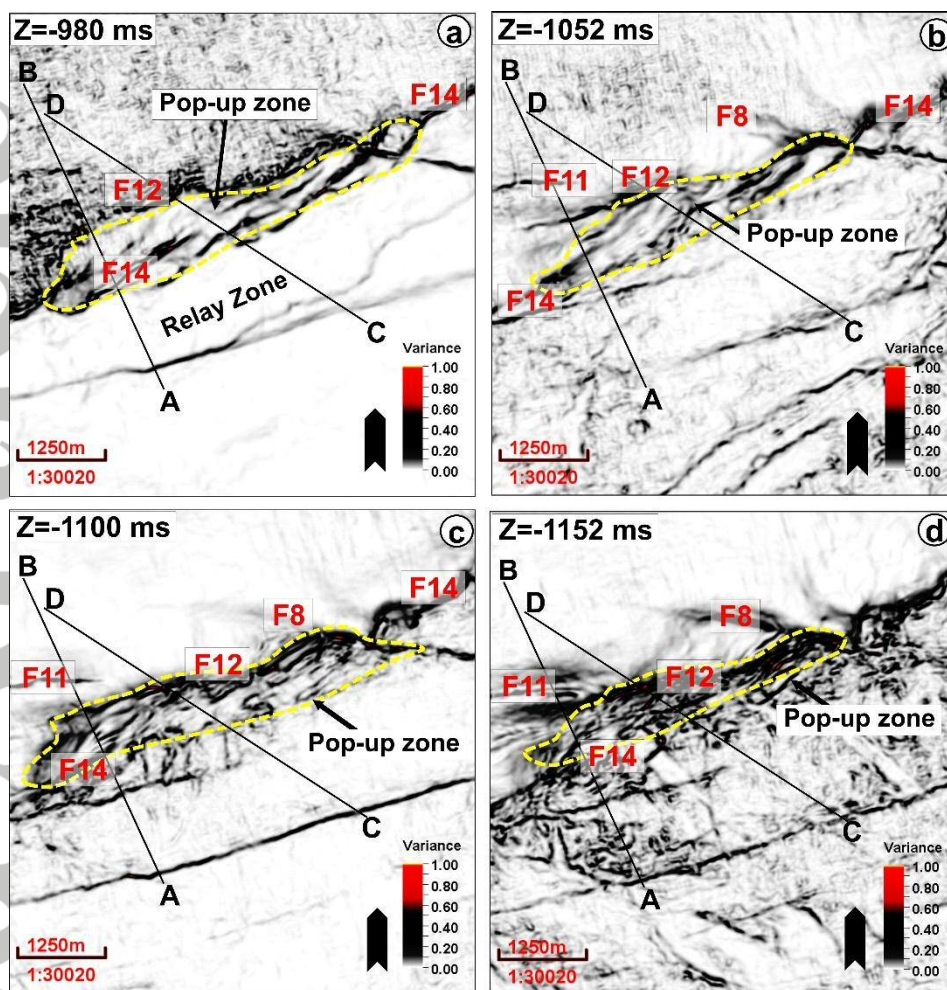 Z=-980 ms
a
B
D
Pop-up zone
F14
F12
F14
Relay Zone
C
A
Variance
1.00
0.80
0.60
0.40
0.20
0.00
1250m
1:30020
Z=-1052 ms
b
B
D
F8
F14
F11
F12
Pop-up zone
F14
C
A
Variance
1.00
0.80
0.60
0.40
0.20
0.00
1250m
1:30020
Z=-1100 ms
c
B
D
F14
F8
F12
F11
F14
Pop-up zone
C
A
Variance
1.00
0.80
0.60
0.40
0.20
0.00
1250m
1:30020
Z=-1152 ms
d
B
D
F8
F11
F12
Pop-up zone
F14
C
A
Variance
1.00
0.80
0.60
0.40
0.20
0.00
1250m
1:30020